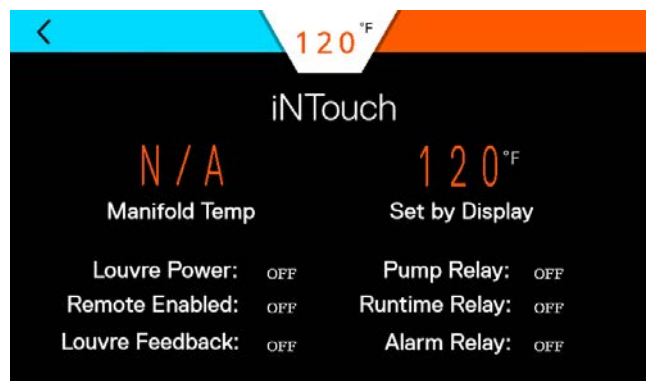 120°F
iNTouch
N/A 120°F
Manifold Temp Set by Display
Louvre Power: OFF Pump Relay: OFF
Remote Enabled: OFF Runtime Relay: OFF
Louvre Feedback: OFF Alarm Relay: OFF